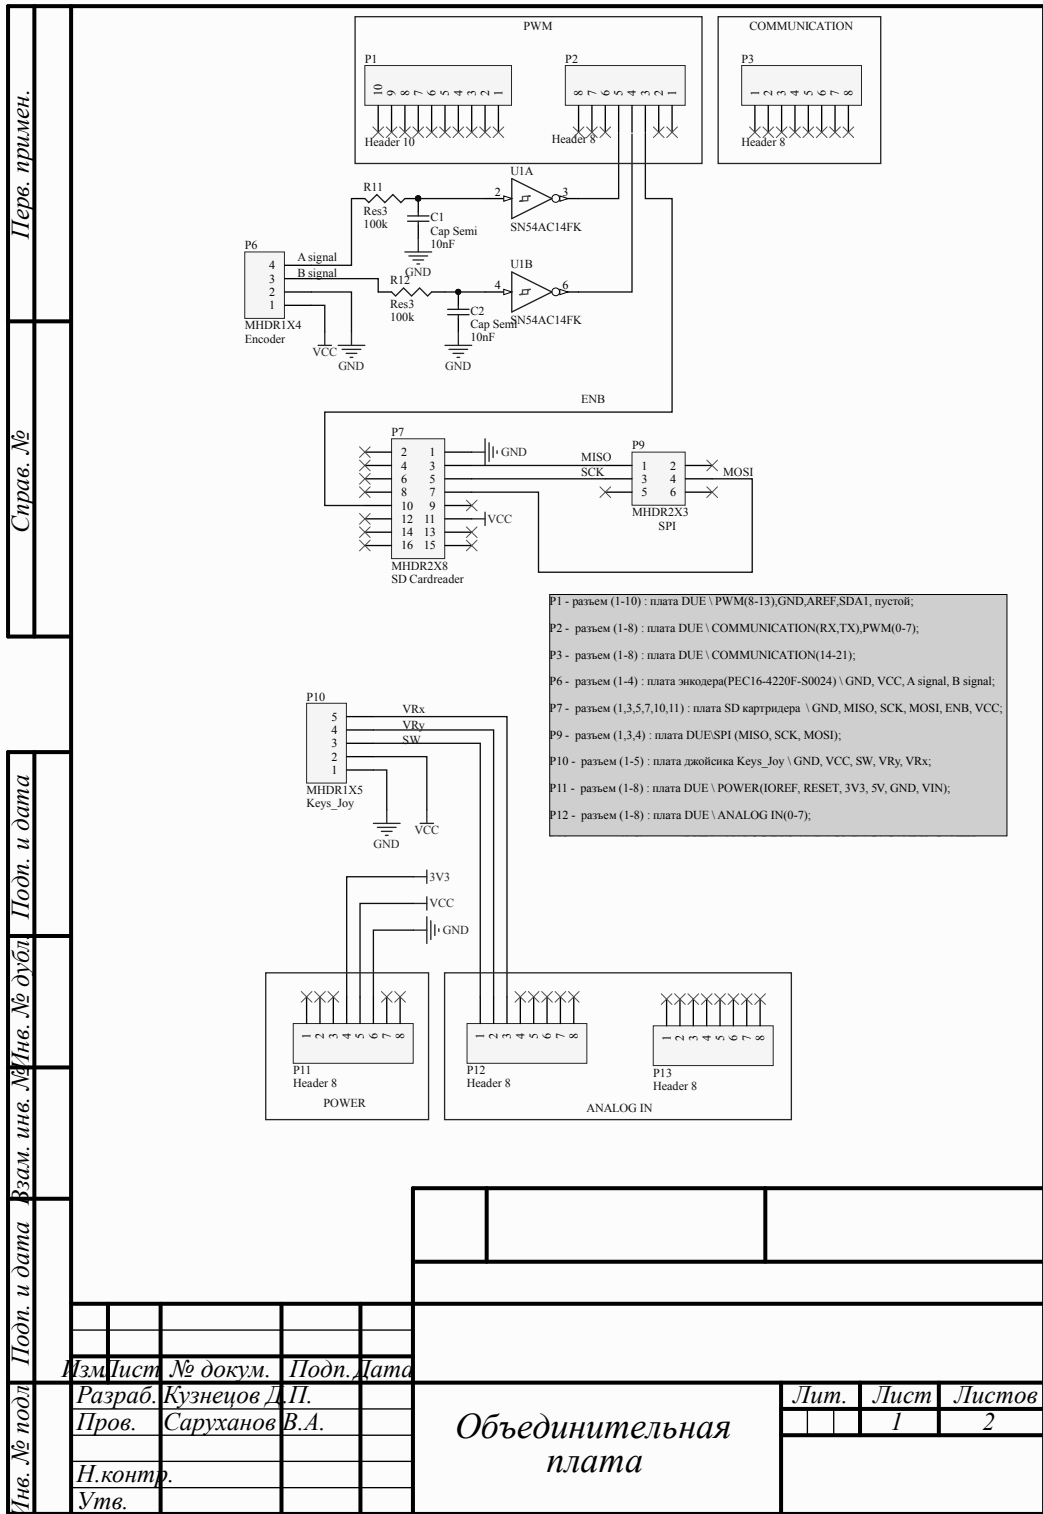 PWM
COMMUNICATION
P1
10 9 8 7 6 5 4 3 2 1
Header 10
P2
8 7 6 5 4 3 2 1
Header 8
P3
1 2 3 4 5 6 7 8
Header 8
R11
Res3
100k
C1
Cap Semi
10nF
GND
U1A
2
3
SN54AC14FK
P6
4
3
2
1
A signal
B signal
MHDR1X4
Encoder
VCC
GND
R12
Res3
100k
C2
Cap Semi
10nF
GND
U1B
4
6
SN54AC14FK
ENB
P7
2 1
4 3
6 5
8 7
10 9
12 11
14 13
16 15
MHDR2X8
SD Cardreader
GND
VCC
MISO
SCK
P9
1 2
3 4
5 6
MHDR2X3
SPI
MOSI
P1 - разъем (1-10) : плата DUE \ PWM(8-13),GND,AREF,SDA1, пустой;
P2 - разъем (1-8) : плата DUE \ COMMUNICATION(RX,TX),PWM(0-7);
P3 - разъем (1-8) : плата DUE \ COMMUNICATION(14-21);
P6 - разъем (1-4) : плата энкодера(PEC16-4220F-S0024) \ GND, VCC, A signal, B signal;
P7 - разъем (1,3,5,7,10,11) : плата SD картридера \ GND, MISO, SCK, MOSI, ENB, VCC;
P9 - разъем (1,3,4) : плата DUE\SPI (MISO, SCK, MOSI);
P10 - разъем (1-5) : плата джойсика Keys_Joy \ GND, VCC, SW, VRy, VRx;
P11 - разъем (1-8) : плата DUE \ POWER(IOREF, RESET, 3V3, 5V, GND, VIN);
P12 - разъем (1-8) : плата DUE \ ANALOG IN(0-7);
P10
5
4
3
2
1
VRx
VRy
SW
MHDR1X5
Keys_Joy
GND
VCC
3V3
VCC
GND
1 2 3 4 5 6 7 8
P11
Header 8
POWER
1 2 3 4 5 6 7 8
P12
Header 8
1 2 3 4 5 6 7 8
P13
Header 8
ANALOG IN
Перв. примен.
Справ. №
Подп. и дата
Инв. № дубл.
Взам. инв. №
Подп. и дата
Инв. № подл
Изм Лист № докум. Подп. Дата
Разраб. Кузнецов Д.П.
Пров. Саруханов В.А.
Н.контр.
Утв.
Объединительная
плата
Лит. Лист Листов
1 2